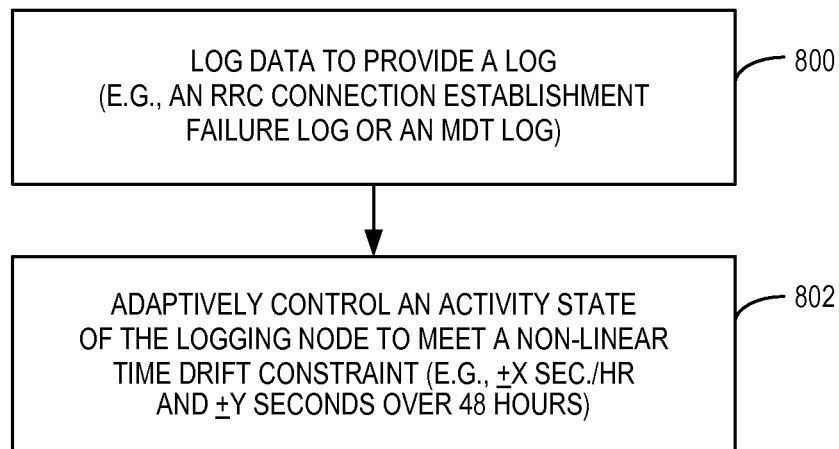 LOG DATA TO PROVIDE A LOG
(E.G., AN RRC CONNECTION ESTABLISHMENT
FAILURE LOG OR AN MDT LOG)
800
ADAPTIVELY CONTROL AN ACTIVITY STATE
OF THE LOGGING NODE TO MEET A NON-LINEAR
TIME DRIFT CONSTRAINT (E.G., ±X SEC./HR
AND ±Y SECONDS OVER 48 HOURS)
802